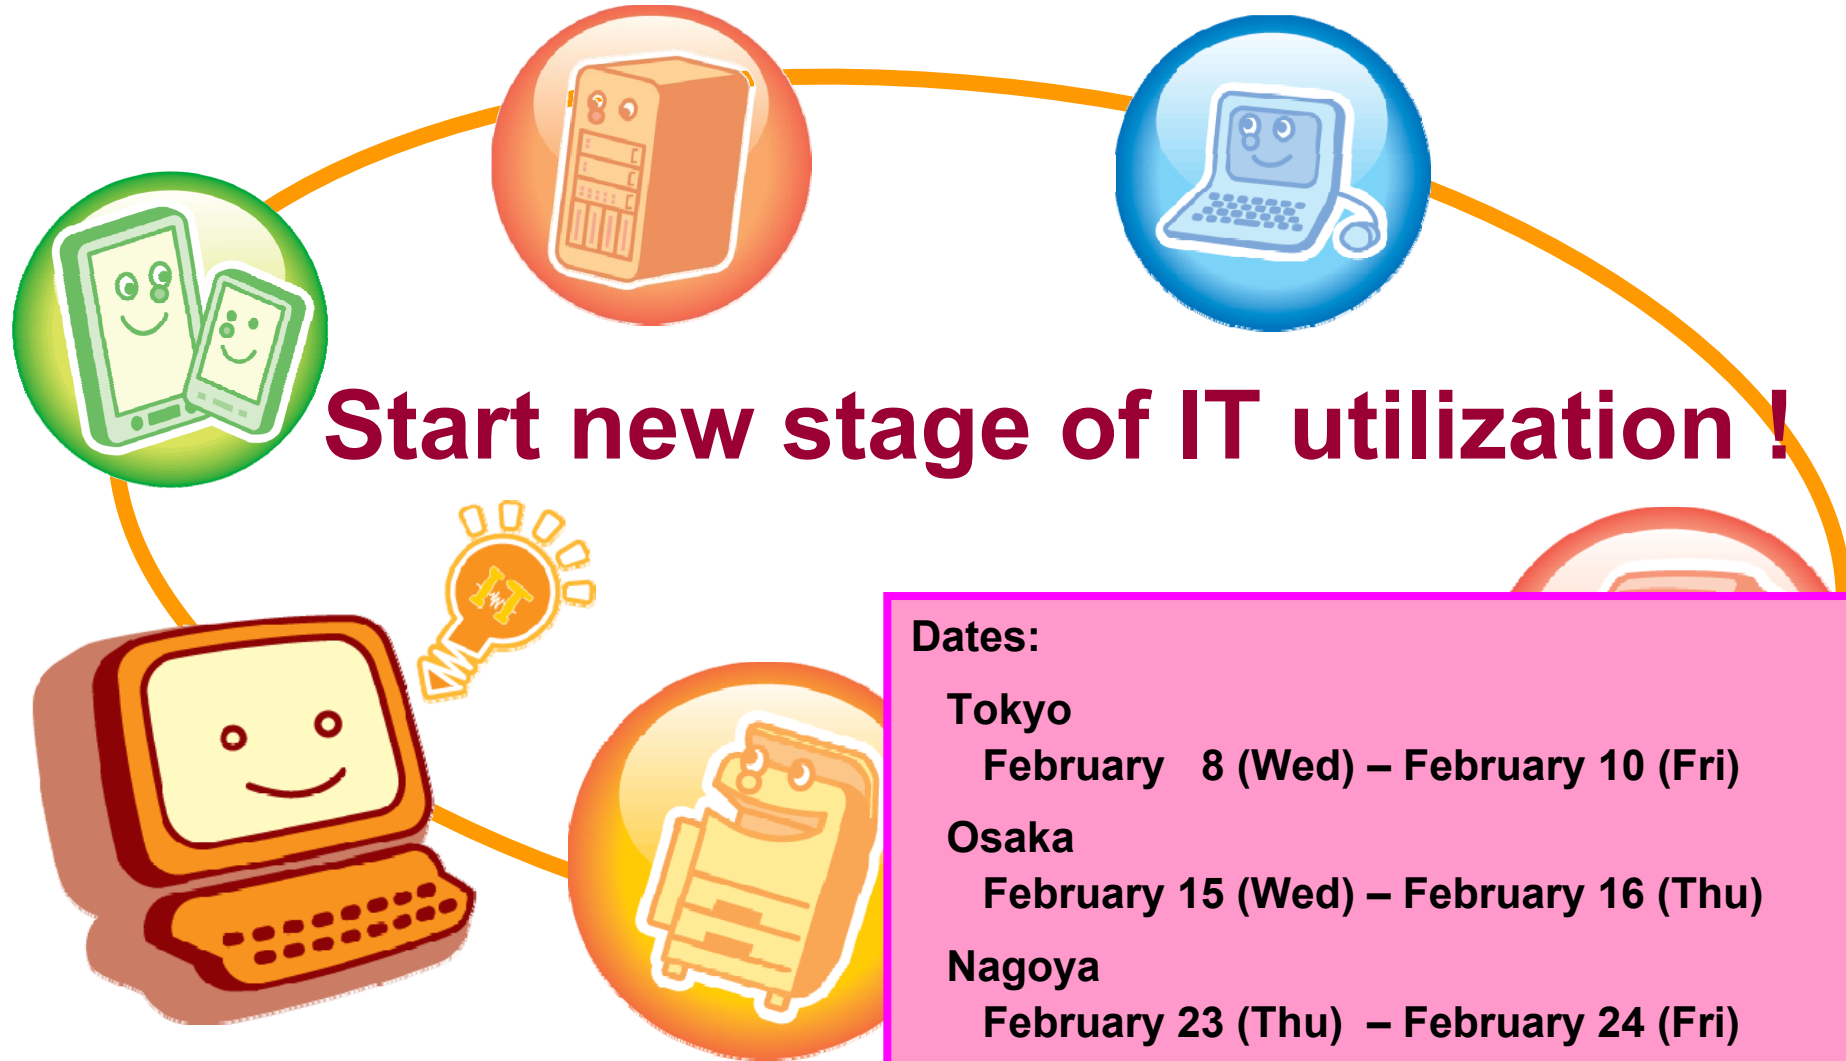 Start new stage of IT utilization !
IT
Dates:
Tokyo
February 8 (Wed) – February 10 (Fri)
Osaka
February 15 (Wed) – February 16 (Thu)
Nagoya
February 23 (Thu) – February 24 (Fri)